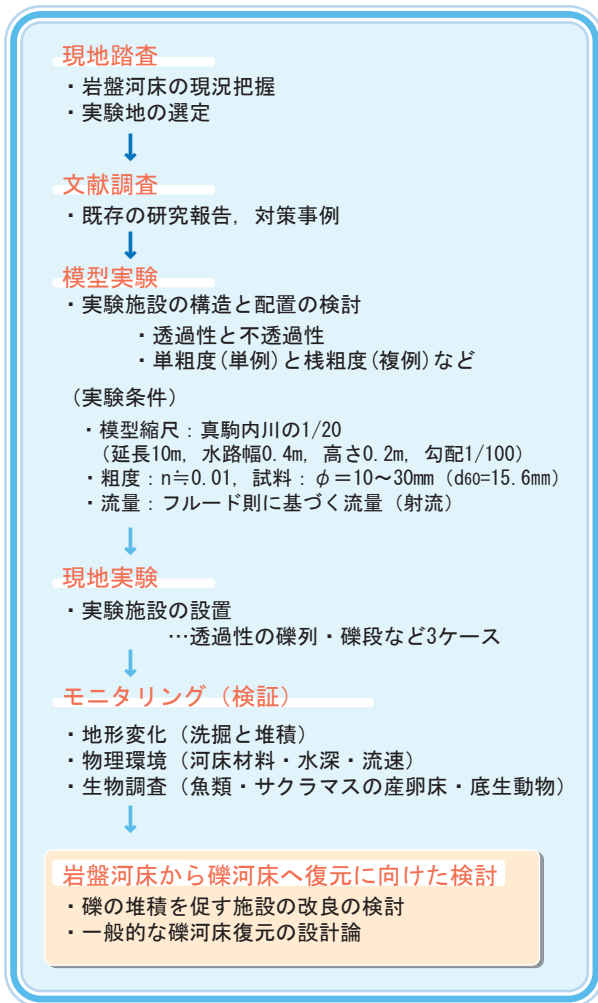 現地踏査
・岩盤河床の現況把握
・実験地の選定
↓
文献調査
・既存の研究報告，対策事例
↓
模型実験
・実験施設の構造と配置の検討
・透過性と不透過性
・単粗度(単例)と桟粗度(複例)など
（実験条件）
・模型縮尺：真駒内川の1/20
（延長10m，水路幅0.4m，高さ0.2m，勾配1/100）
・粗度：n≒0.01，試料：φ＝10～30mm（d60=15.6mm）
・流量：フルード則に基づく流量（射流）
↓
現地実験
・実験施設の設置
…透過性の礫列・礫段など3ケース
↓
モニタリング（検証）
・地形変化（洗掘と堆積）
・物理環境（河床材料・水深・流速）
・生物調査（魚類・サクラマスの産卵床・底生動物）
↓
岩盤河床から礫河床へ復元に向けた検討
・礫の堆積を促す施設の改良の検討
・一般的な礫河床復元の設計論